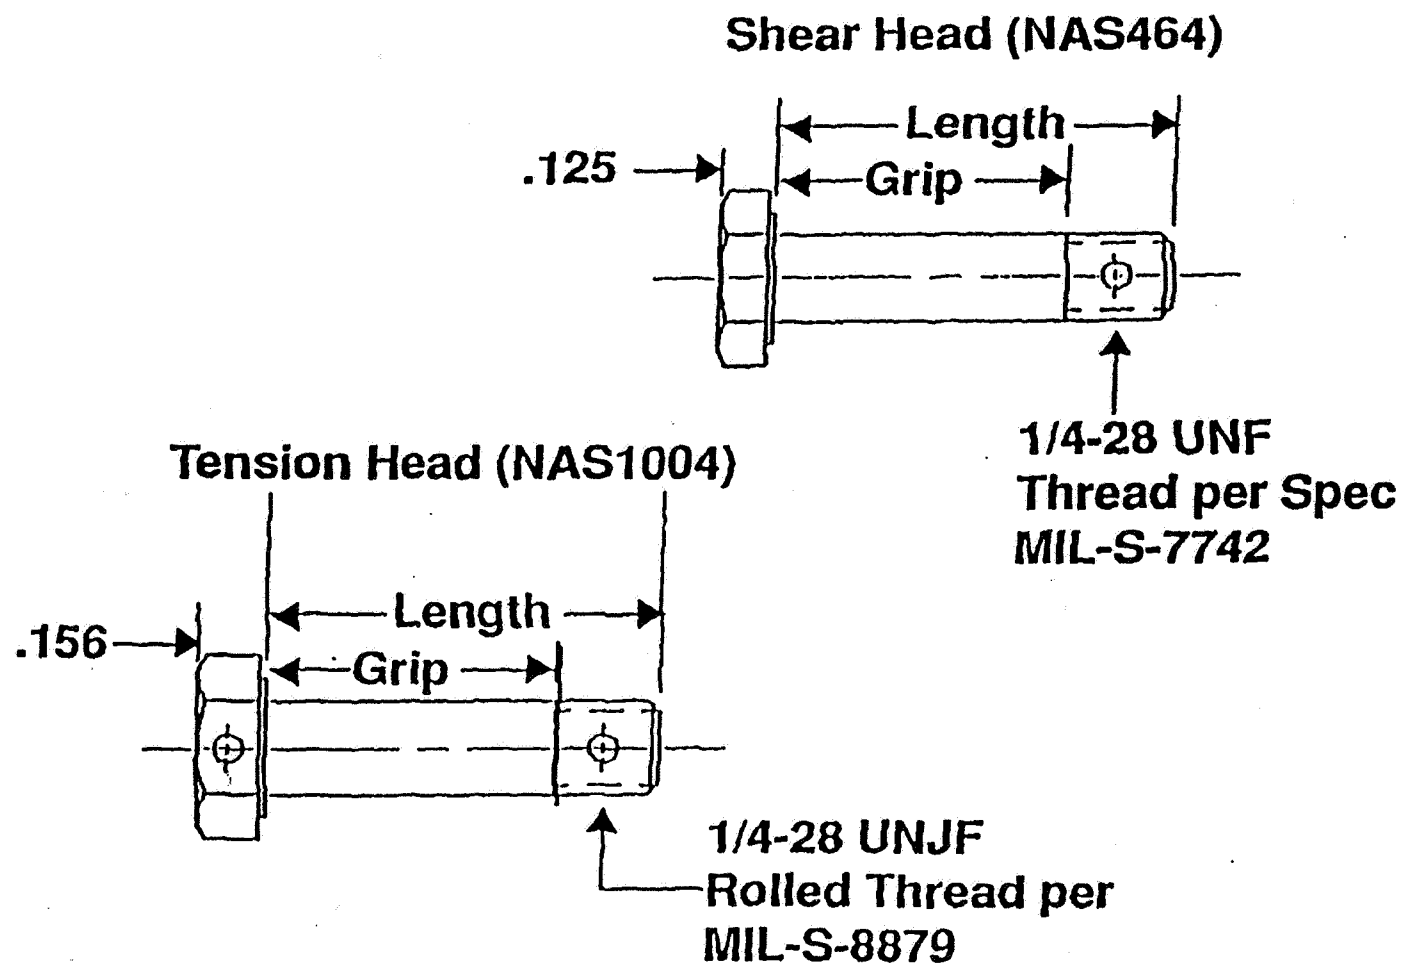 Shear Head (NAS464)
Length
.125
Grip
1/4-28 UNF
Thread per Spec
MIL-S-7742
Tension Head (NAS1004)
Length
.156
Grip
1/4-28 UNJF
Rolled Thread per
MIL-S-8879